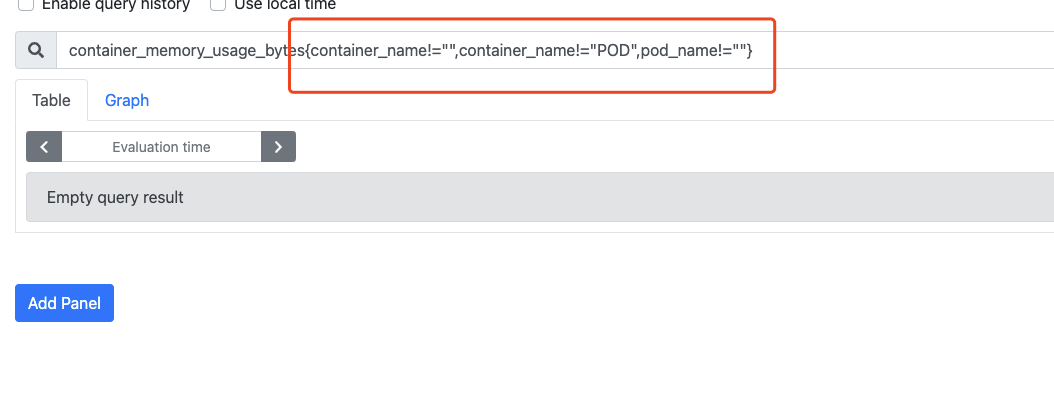 Enable query history Use local time
container_memory_usage_bytes{container_name!="",container_name!="POD",pod_name!=""}
Table Graph
Evaluation time
Empty query result
Add Panel